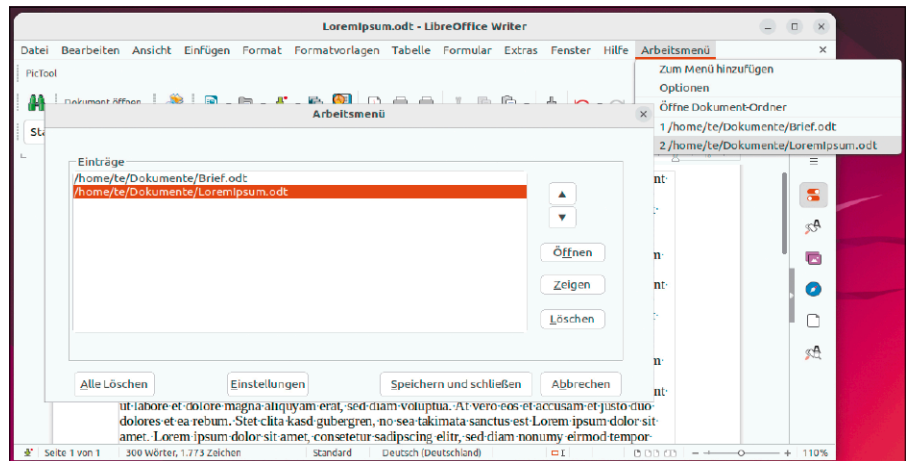 LoremIpsum.odt - LibreOffice Writer
Datei Bearbeiten Ansicht Einfügen Format Formatvorlagen Tabelle Formular Extras Fenster Hilfe Arbeitsmenü
PicTool
Zum Menü hinzufügen
Optionen
Öffne Dokument-Ordner
1 /home/te/Dokumente/Brief.odt
2 /home/te/Dokumente/LoremIpsum.odt
Dokument öffnen
Arbeitsmenü
Sta
Einträge
/home/te/Dokumente/Brief.odt
/home/te/Dokumente/LoremIpsum.odt
Öffnen
Zeigen
Löschen
Alle Löschen Einstellungen Speichern und schließen Abbrechen
ut·labore·et·dolore·magna·aliquyam·erat,·sed·diam·voluptua.·At·vero·eos·et·accusam·et·justo·duo·
dolores·et·ea·rebum.·Stet·clita·kasd·gubergren,·no·sea·takimata·sanctus·est·Lorem·ipsum·dolor·sit·
amet.·Lorem·ipsum·dolor·sit·amet,·consetetur·sadipscing·elitr,·sed·diam·nonumy·eirmod·tempor·
Seite 1 von 1 300 Wörter, 1.773 Zeichen Standard Deutsch (Deutschland) 110%